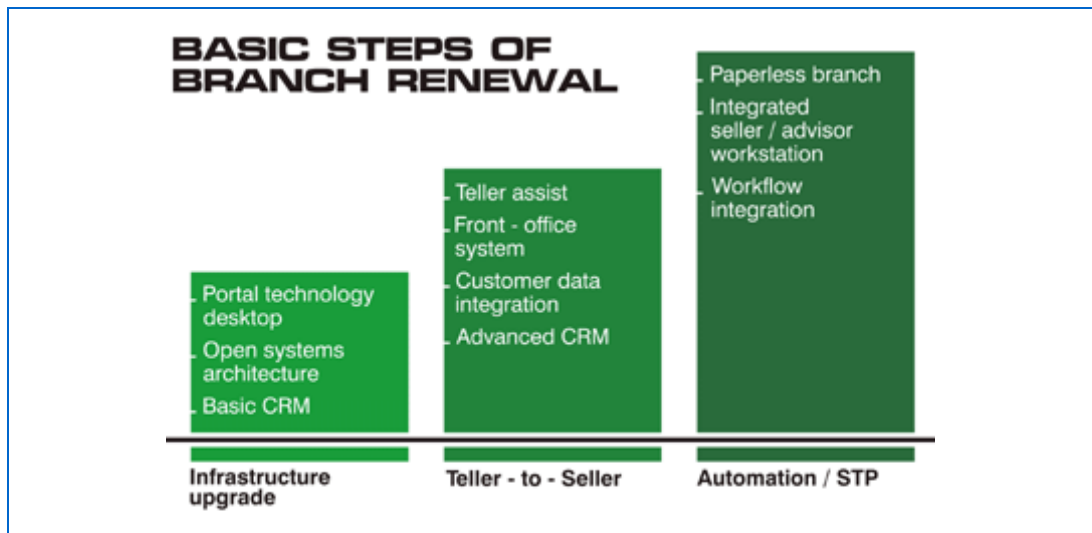 BASIC STEPS OF
BRANCH RENEWAL
Portal technology
desktop
Open systems
architecture
Basic CRM
Infrastructure
upgrade
Teller assist
Front - office
system
Customer data
integration
Advanced CRM
Teller - to - Seller
Paperless branch
Integrated
seller / advisor
workstation
Workflow
integration
Automation / STP